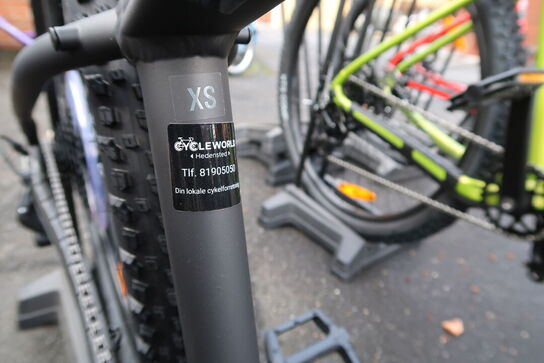 XS
CYCLEWORLD
Hedensted
Tlf. 81905050
Din lokale cykelforretning